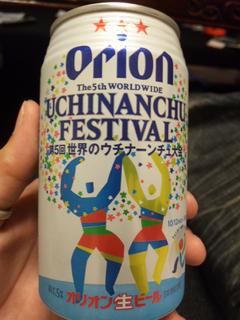 Orion
The 5th WORLDWIDE
UCHINANCHU
FESTIVAL
第5回 世界のウチナーンチュ大会
オリオン生ビール